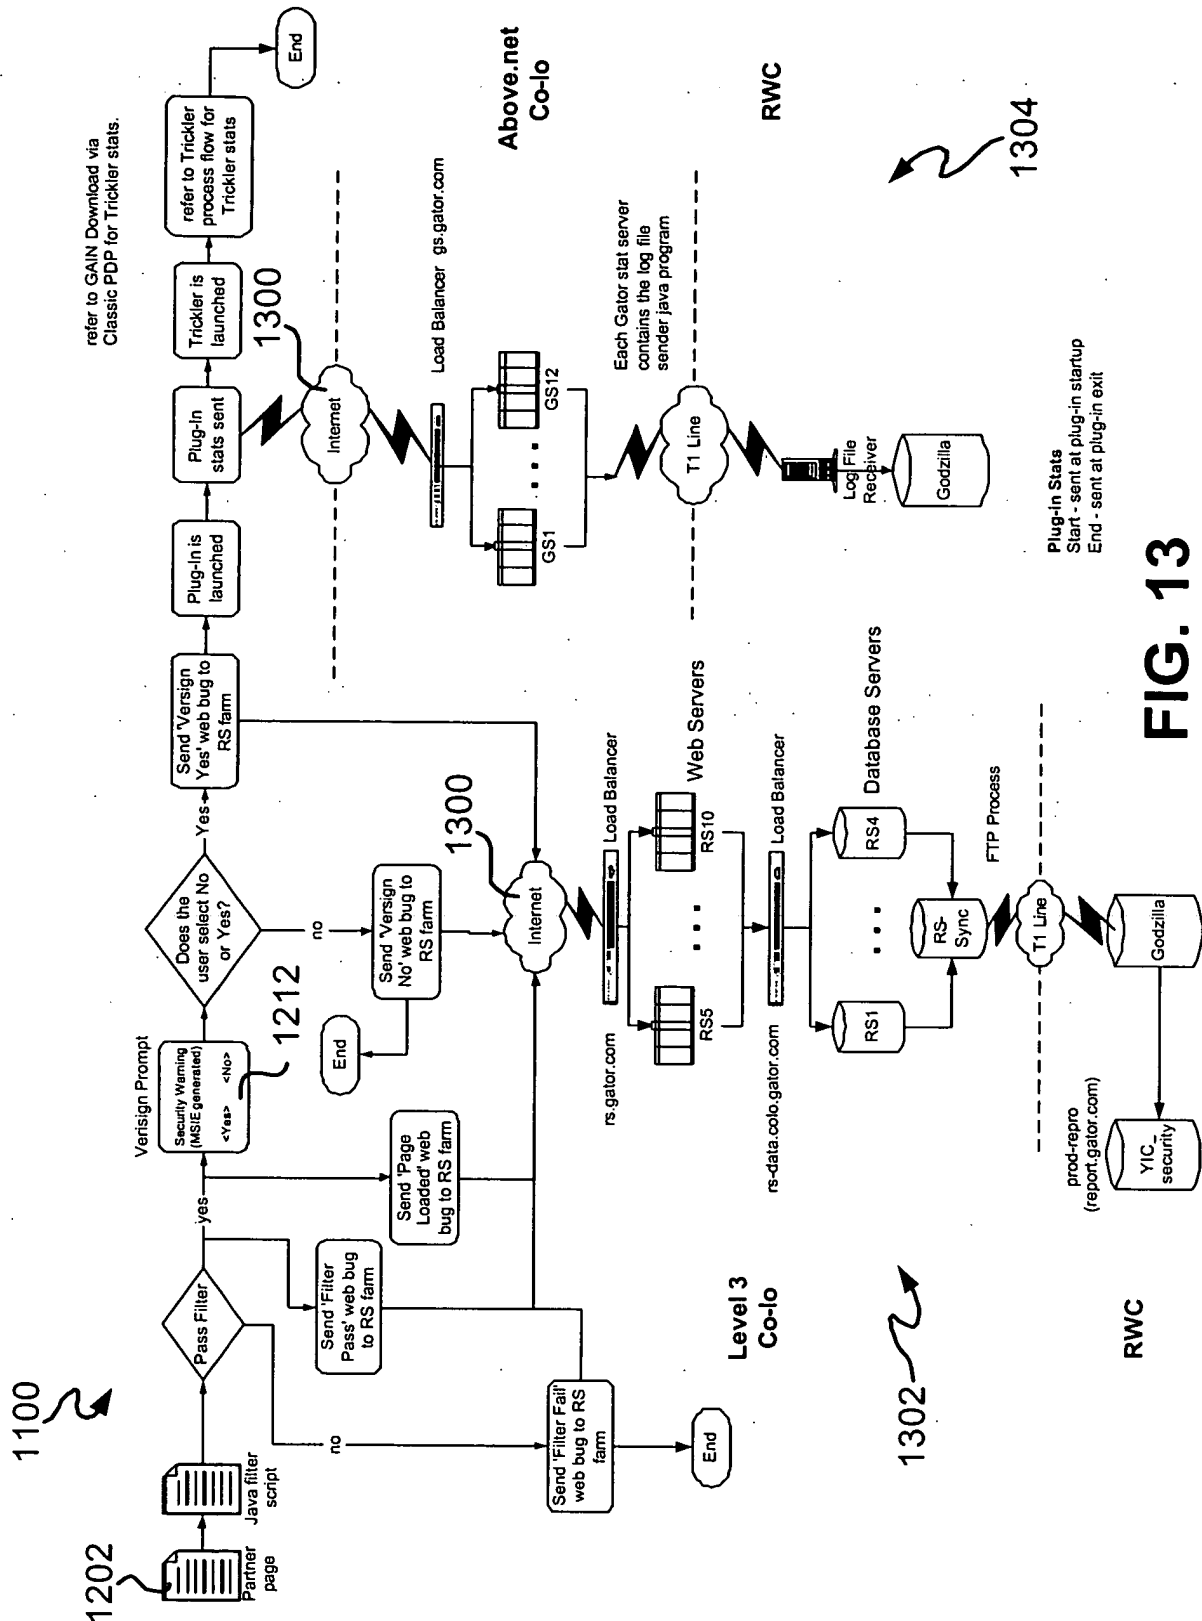 1100
1202
Partner
page
Java filter
script
Pass Filter
yes
no
Send 'Filter
Pass' web bug
to RS farm
Send 'Page
Loaded' web
bug to RS farm
Send 'Filter Fail'
web bug to RS
farm
End
Verisign Prompt
Security Warning
(MSIE generated)
<Yes> <No>
1212
Does the
user select No
or Yes?
Yes
no
Send 'Versign
No' web bug to
RS farm
End
Send 'Versign
Yes' web bug to
RS farm
Plug-In is
launched
Plug-In
stats sent
Trickler is
launched
refer to Trickler
process flow for
Trickler stats
End
refer to GAIN Download via
Classic PDP for Trickler stats.
1300
Internet
rs.gator.com
Load Balancer
RS5
RS10
Web Servers
rs-data.colo.gator.com
Load Balancer
RS1
RS4
Database Servers
RS-
Sync
FTP Process
T1 Line
Godzilla
prod-repro
(report.gator.com)
YIC_
security
Level 3
Co-lo
1302
RWC
1300
Internet
Load Balancer gs.gator.com
GS1
GS12
Above.net
Co-lo
Each Gator stat server
contains the log file
sender java program
T1 Line
Log File
Receiver
Godzilla
RWC
1304
Plug-in Stats
Start - sent at plug-in startup
End - sent at plug-in exit
FIG. 13